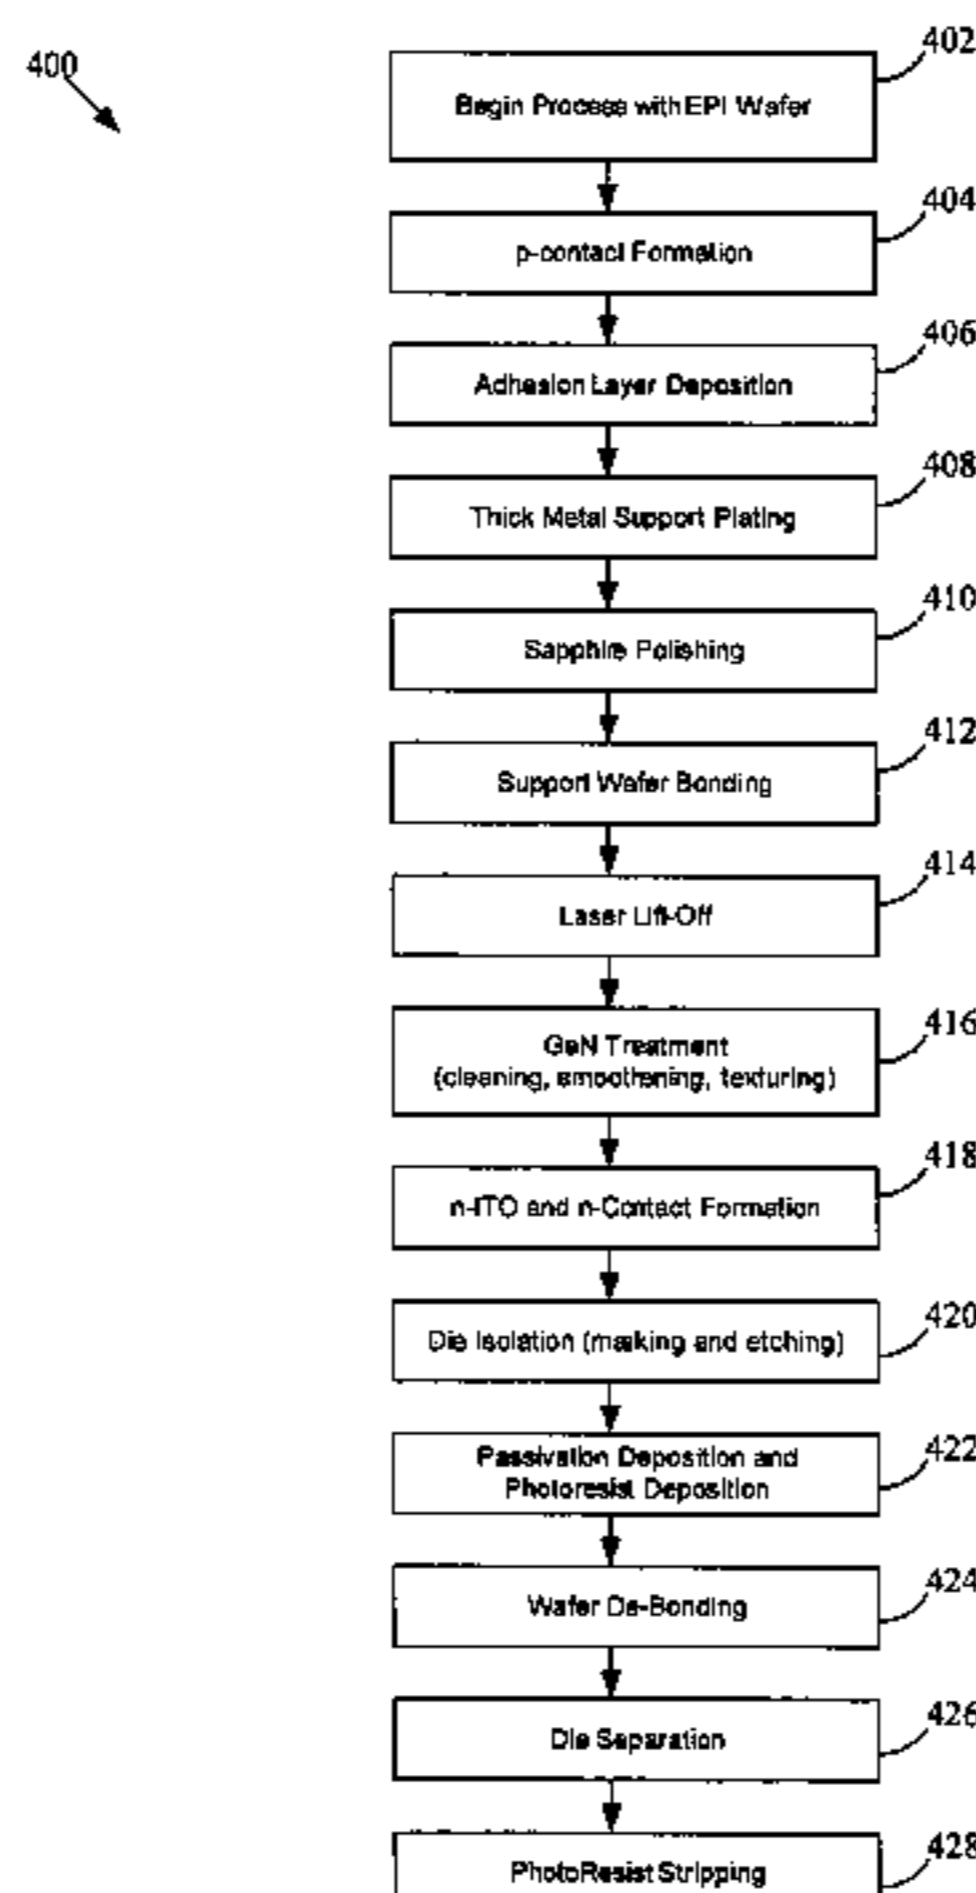 400
402
Begin Process with EPI Wafer
404
p-contact Formation
406
Adhesion Layer Deposition
408
Thick Metal Support Plating
410
Sapphire Polishing
412
Support Wafer Bonding
414
Laser Lift-Off
416
GaN Treatment
(cleaning, smoothening, texturing)
418
n-ITO and n-Contact Formation
420
Die Isolation (making and etching)
422
Passivation Deposition and
Photoresist Deposition
424
Wafer De-Bonding
426
Die Separation
428
PhotoResist Stripping